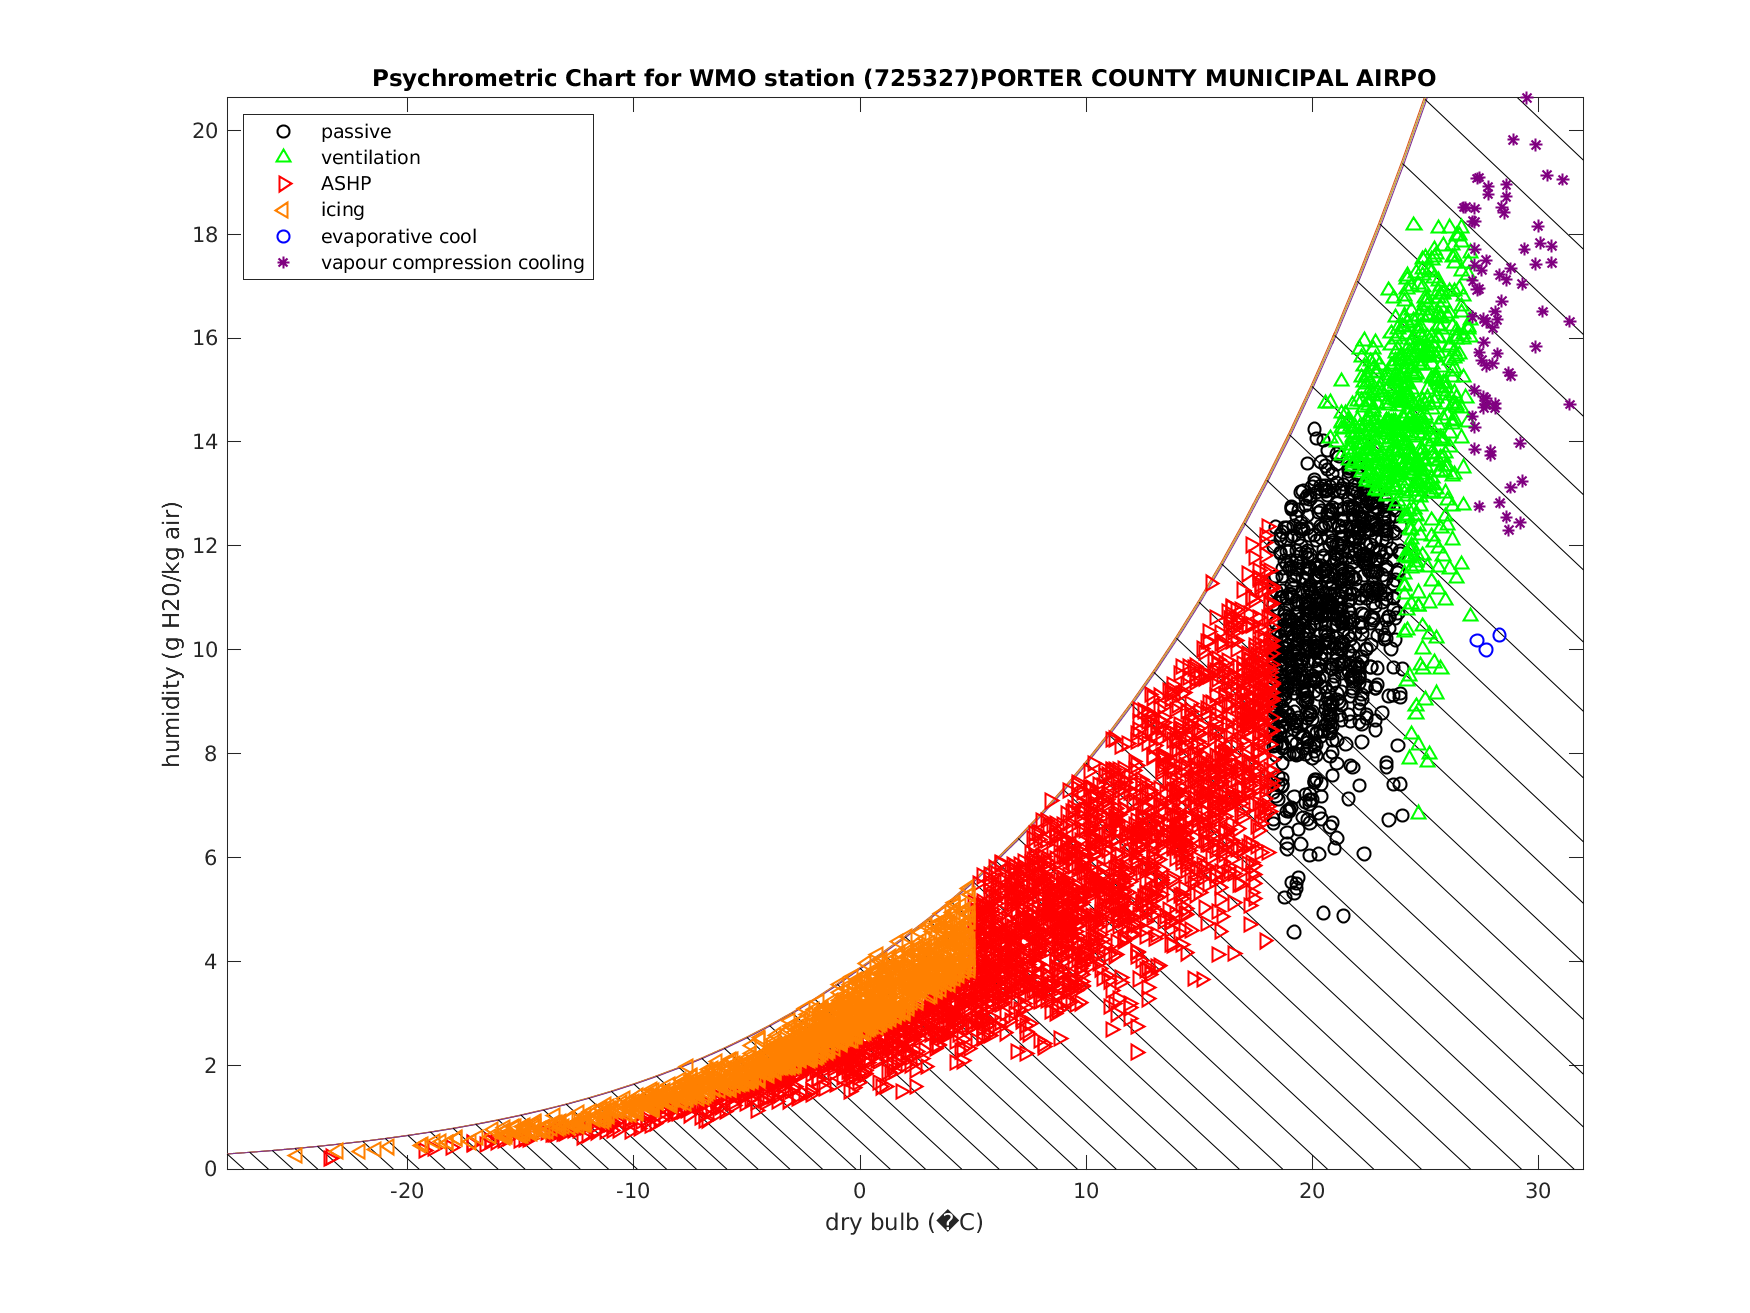 Psychrometric Chart for WMO station (725327)PORTER COUNTY MUNICIPAL AIRPO
passive
ventilation
ASHP
icing
evaporative cool
vapour compression cooling
humidity (g H20/kg air)
20
18
16
14
12
10
8
6
4
2
0
-20
-10
0
10
20
30
dry bulb (�C)